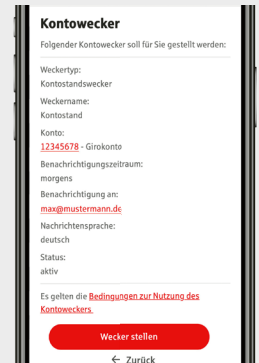 Kontowecker
Folgender Kontowecker soll für Sie gestellt werden:
Weckertyp:
Kontostandswecker
Weckername:
Kontostand
Konto:
12345678 - Girokonto
Benachrichtigungszeitraum:
morgens
Benachrichtigung an:
max@mustermann.de
Nachrichtensprache:
deutsch
Status:
aktiv
Es gelten die Bedingungen zur Nutzung des
Kontoweckers.
Wecker stellen
← Zurück